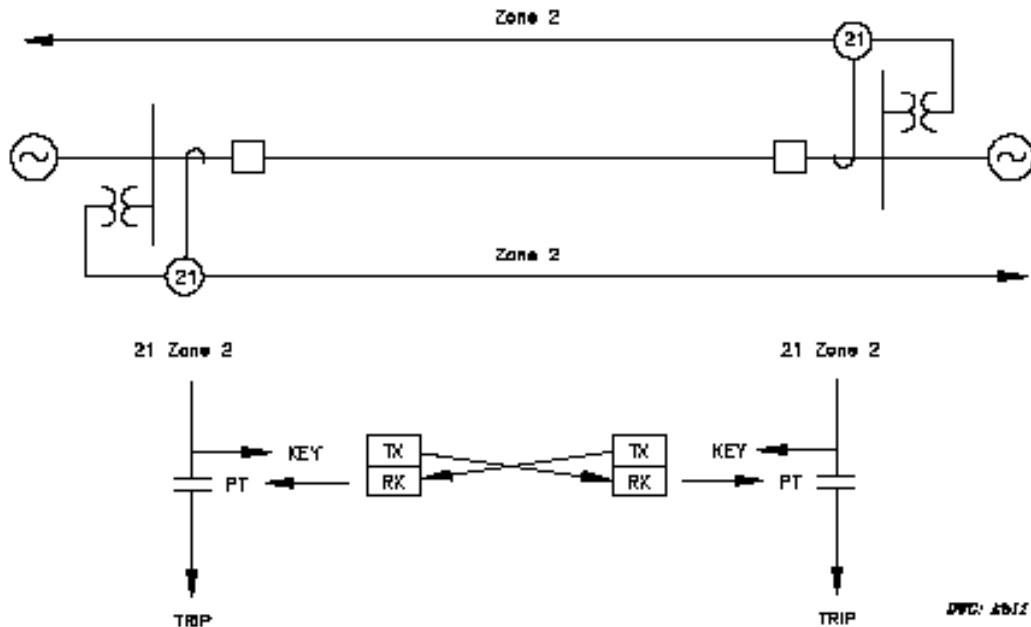 Zone 2
21
21
Zone 2
21 Zone 2
21 Zone 2
KEY
TX
TX
KEY
PT
RX
RX
PT
TRIP
TRIP